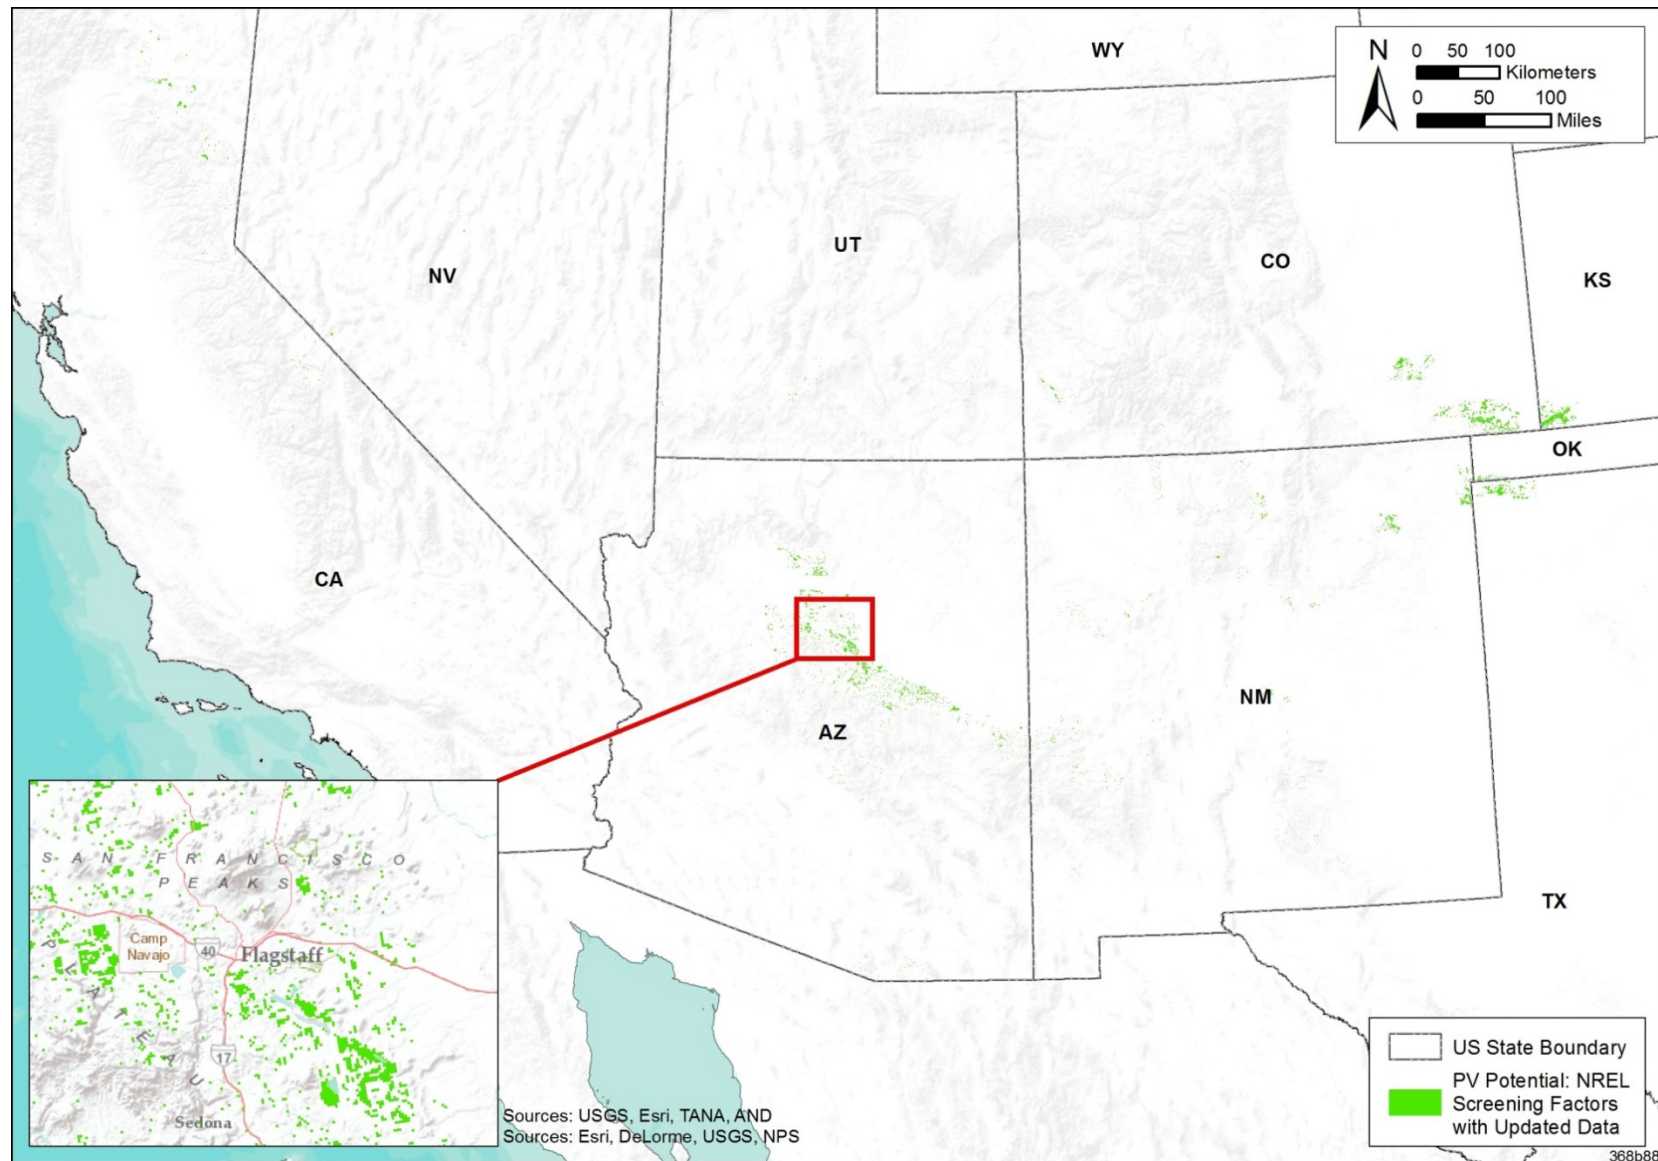 WY
N
0 50 100
Kilometers
0 50 100
Miles
UT
NV
CO
KS
OK
CA
NM
AZ
TX
SAN FRANCISCO
PEAKS
Camp
Navajo
40
Flagstaff
PLATEAU
17
Sedona
Sources: USGS, Esri, TANA, AND
Sources: Esri, DeLorme, USGS, NPS
US State Boundary
PV Potential: NREL
Screening Factors
with Updated Data
368b88